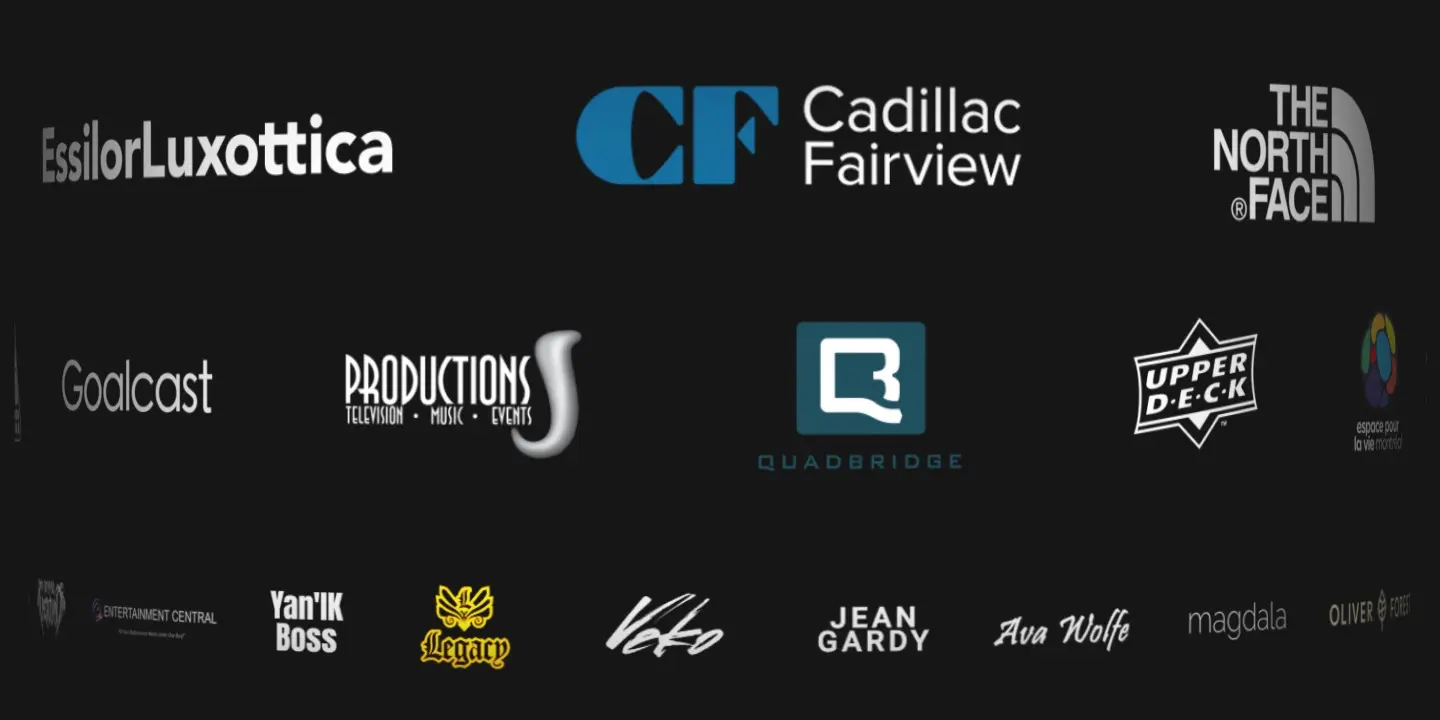 EssilorLuxottica
CF
Cadillac
Fairview
THE
NORTH
®FACE
Goalcast
PRODUCTIONS J
TELEVISION • MUSIC • EVENTS
QUADBRIDGE
UPPER
D•E•C•K
TM
espace pour
la vie montréal
ENTERTAINMENT CENTRAL
Yan'IK
Boss
Legacy
Veko
JEAN
GARDY
Ava Wolfe
magdala
OLIVER FOREST